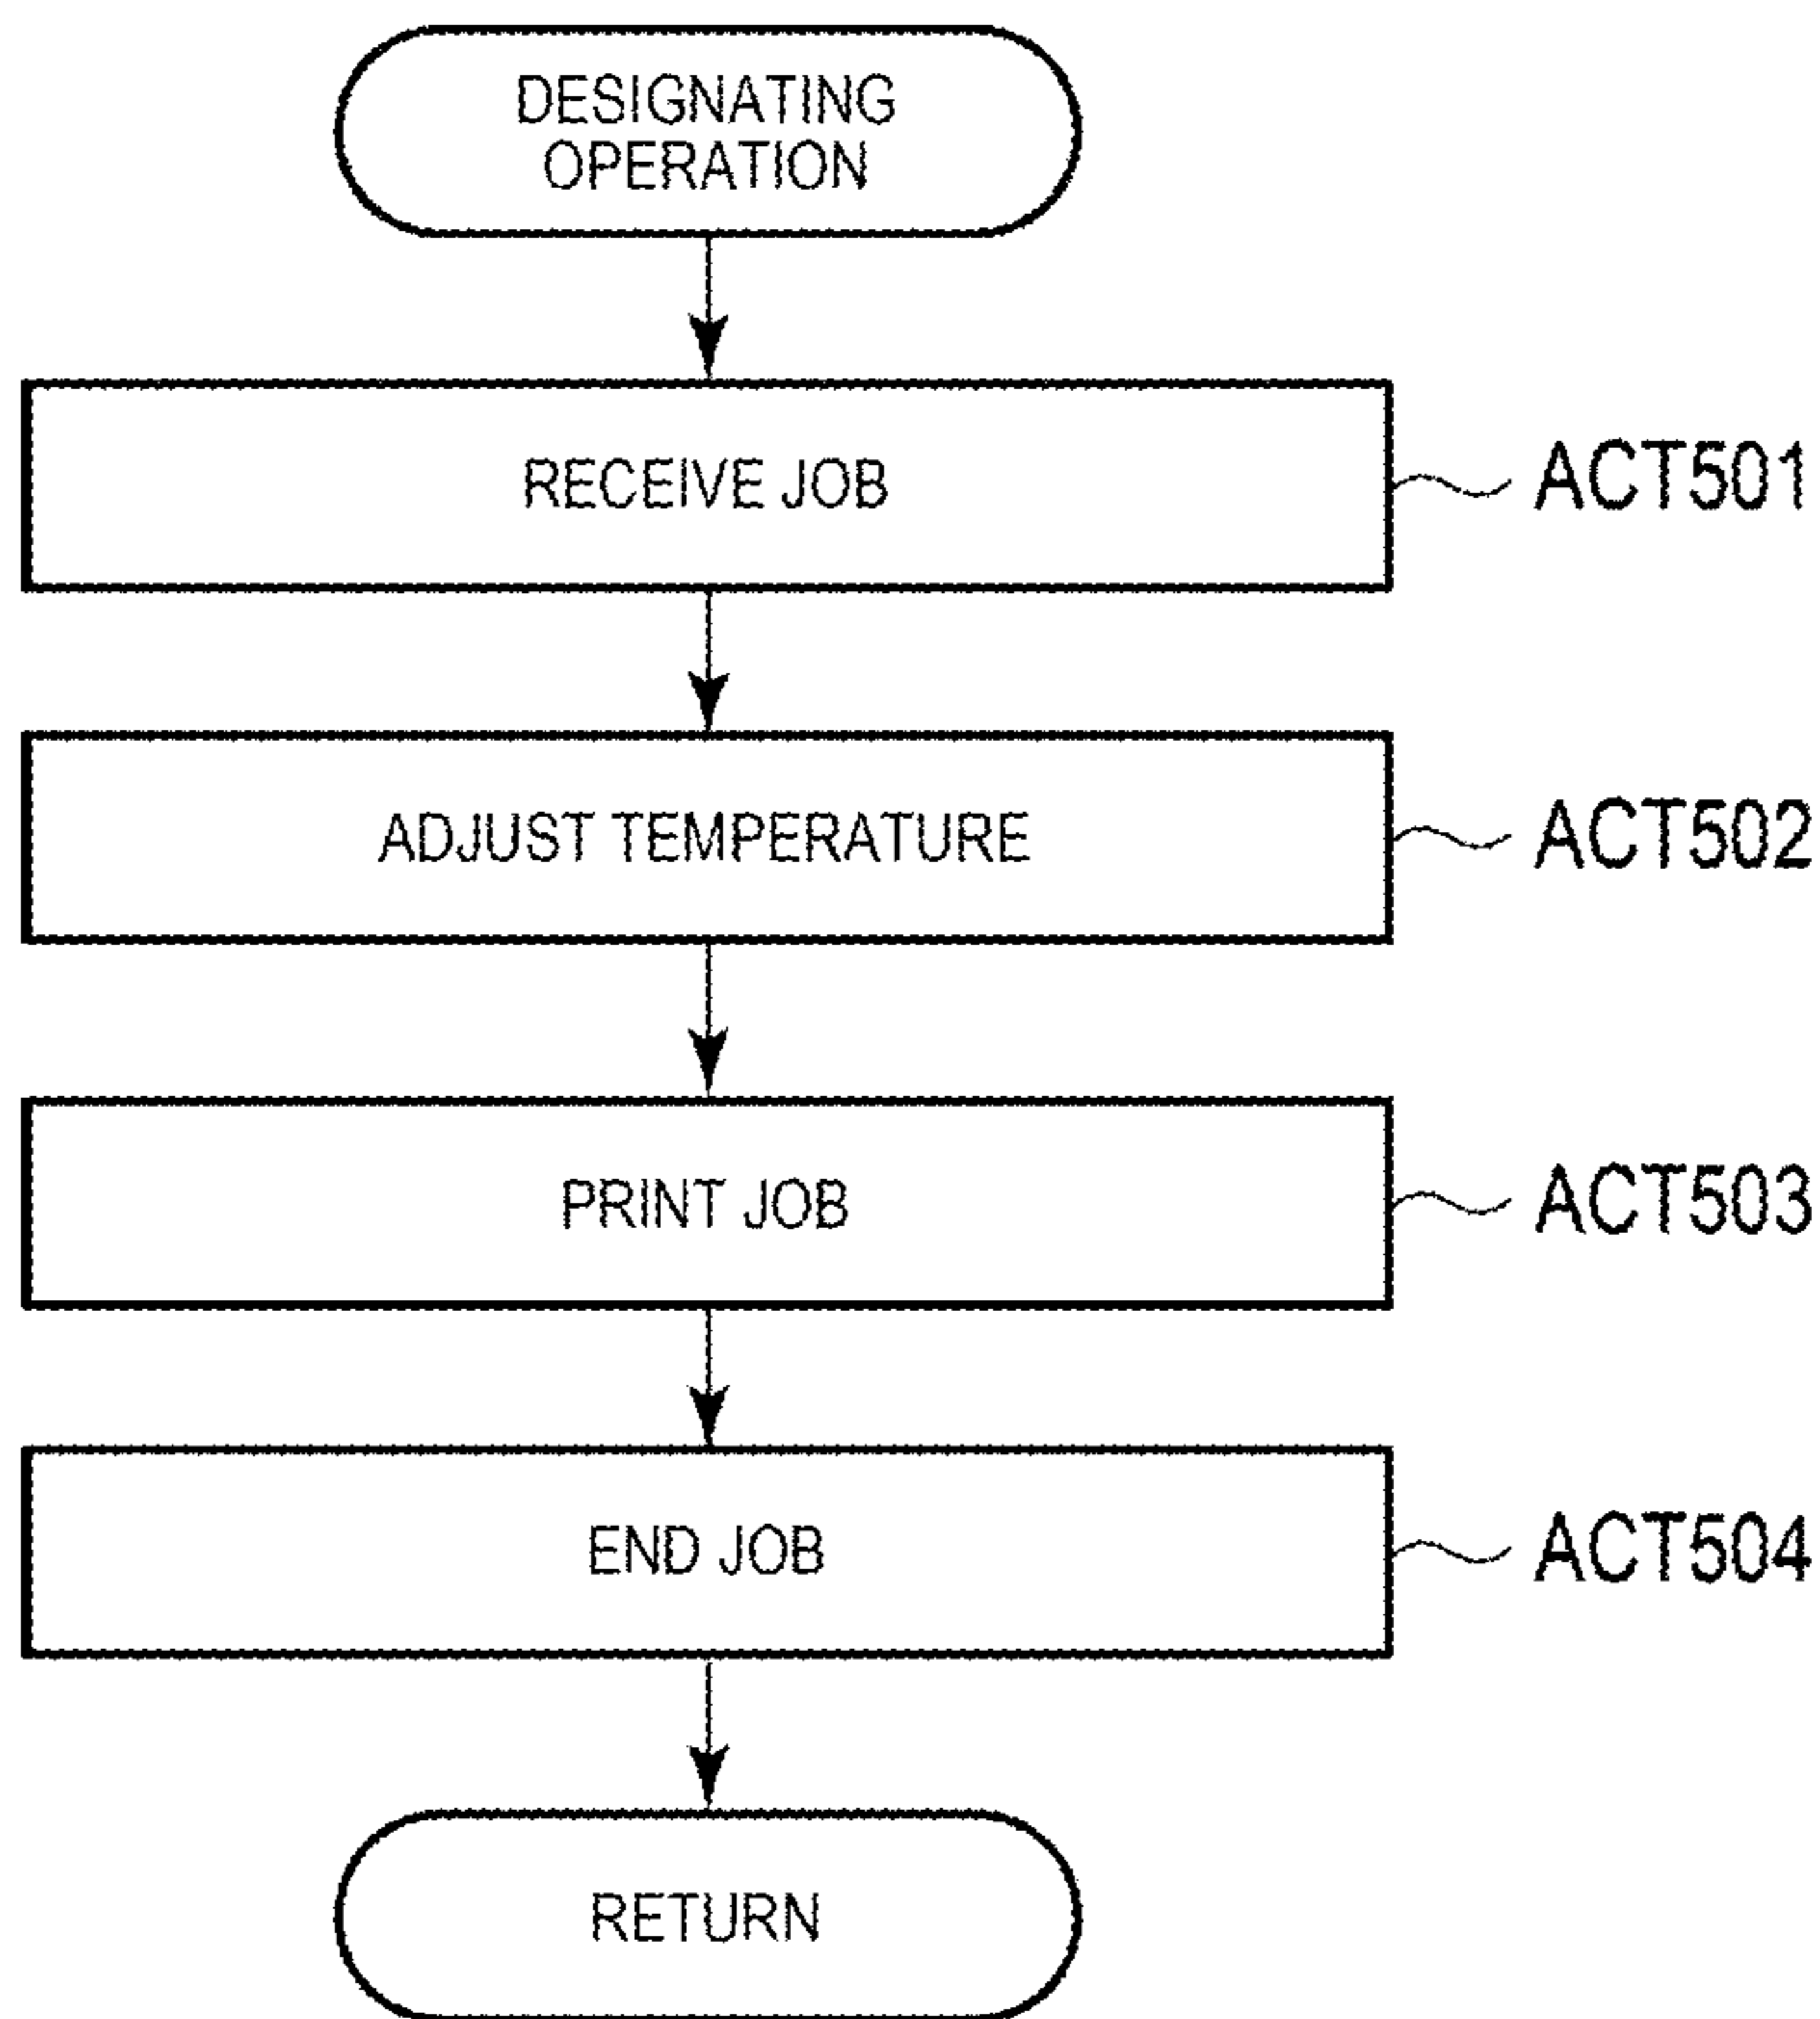 DESIGNATING
OPERATION
RECEIVE JOB
ACT501
ADJUST TEMPERATURE
ACT502
PRINT JOB
ACT503
END JOB
ACT504
RETURN